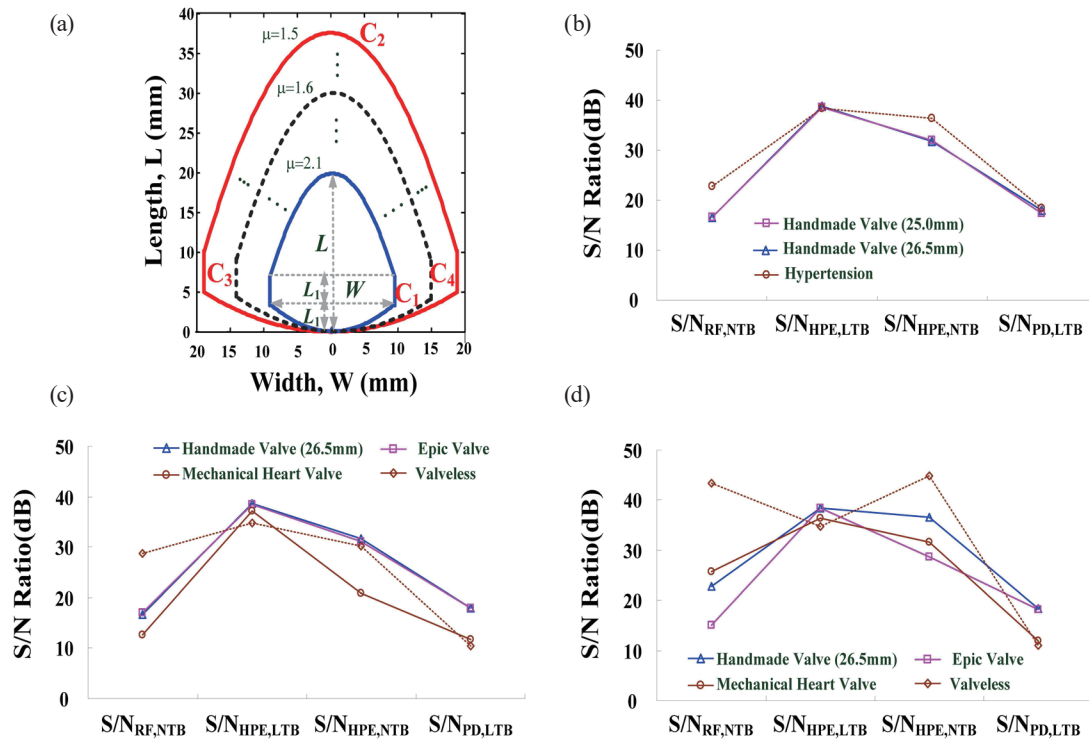 (a)
Length, L (mm)
40
35
30
25
20
15
10
5
0
20
15
10
5
0
5
10
15
20
Width, W (mm)
μ=1.5
C2
μ=1.6
μ=2.1
L
L1
W
L1
C3
C4
C1
(b)
S/N Ratio(dB)
50
40
30
20
10
0
Handmade Valve (25.0mm)
Handmade Valve (26.5mm)
Hypertension
S/NRF,NTB S/NHPE,LTB S/NHPE,NTB S/NPD,LTB
(c)
S/N Ratio(dB)
50
40
30
20
10
0
Handmade Valve (26.5mm) Epic Valve
Mechanical Heart Valve Valveless
S/NRF,NTB S/NHPE,LTB S/NHPE,NTB S/NPD,LTB
(d)
S/N Ratio(dB)
50
40
30
20
10
0
Handmade Valve (26.5mm) Epic Valve
Mechanical Heart Valve Valveless
S/NRF,NTB S/NHPE,LTB S/NHPE,NTB S/NPD,LTB